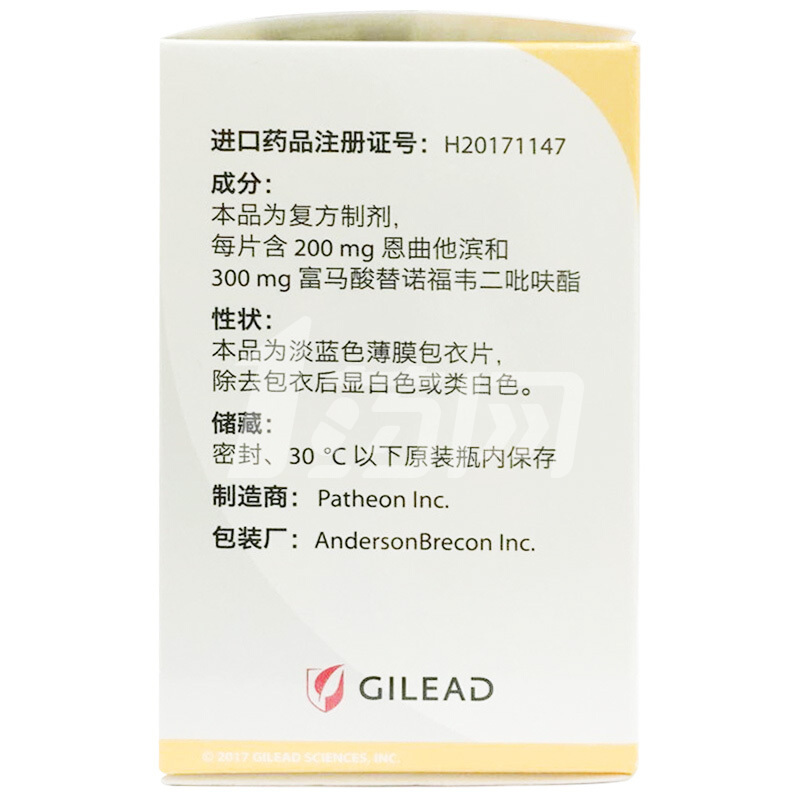 进口药品注册证号：H20171147
成分：
本品为复方制剂,
每片含 200 mg 恩曲他滨和
300 mg 富马酸替诺福韦二吡呋酯
性状：
本品为淡蓝色薄膜包衣片,
除去包衣后显白色或类白色。
储藏：
密封、30 °C 以下原装瓶内保存
制造商：Patheon Inc.
包装厂：AndersonBrecon Inc.
1药网
GILEAD
© 2017 GILEAD SCIENCES, INC.